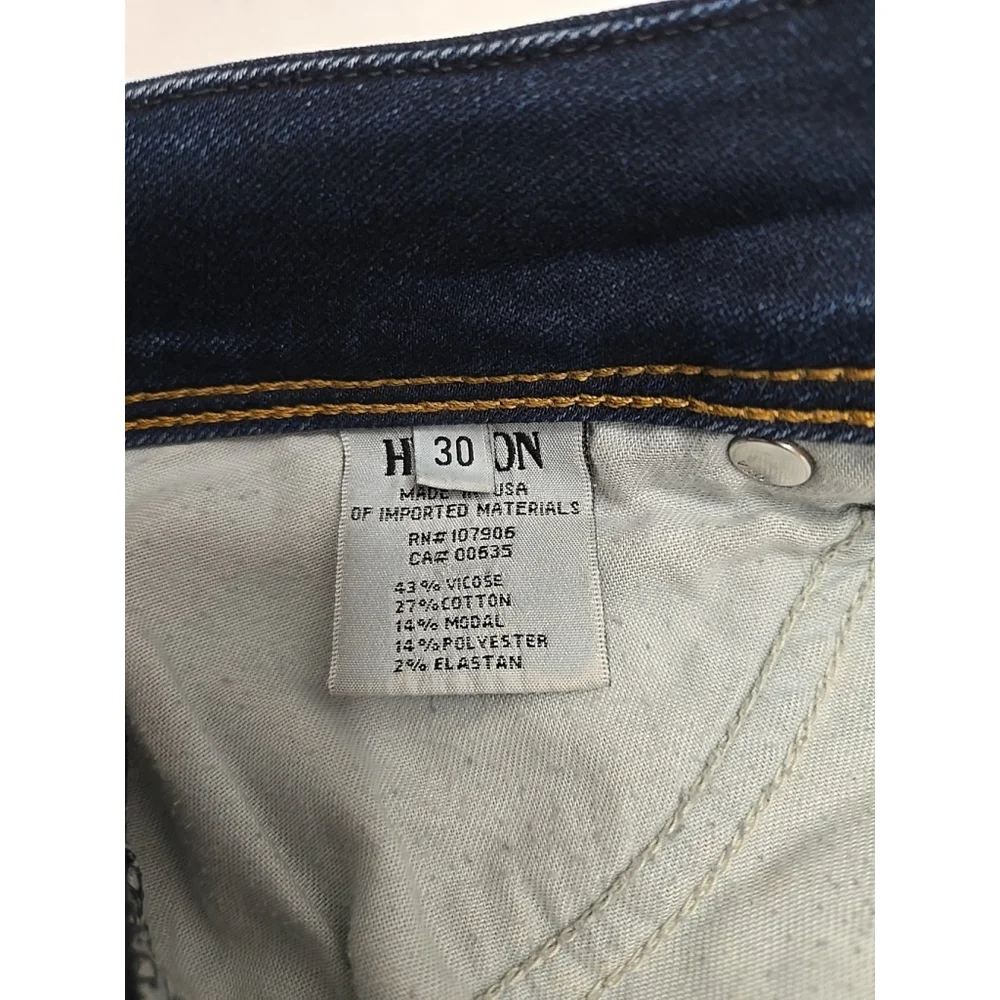 H 30 ON
MADE IN USA
OF IMPORTED MATERIALS
RN# 107906
CA# 00635
43% VICOSE
27% COTTON
14% MODAL
14% POLYESTER
2% ELASTAN